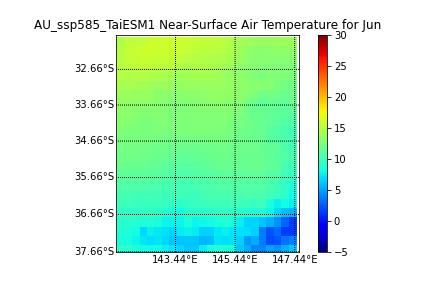 AU_ssp585_TaiESM1 Near-Surface Air Temperature for Jun
30
32.66°S
25
33.66°S
20
34.66°S
15
10
35.66°S
5
36.66°S
0
37.66°S
−5
143.44°E 145.44°E 147.44°E